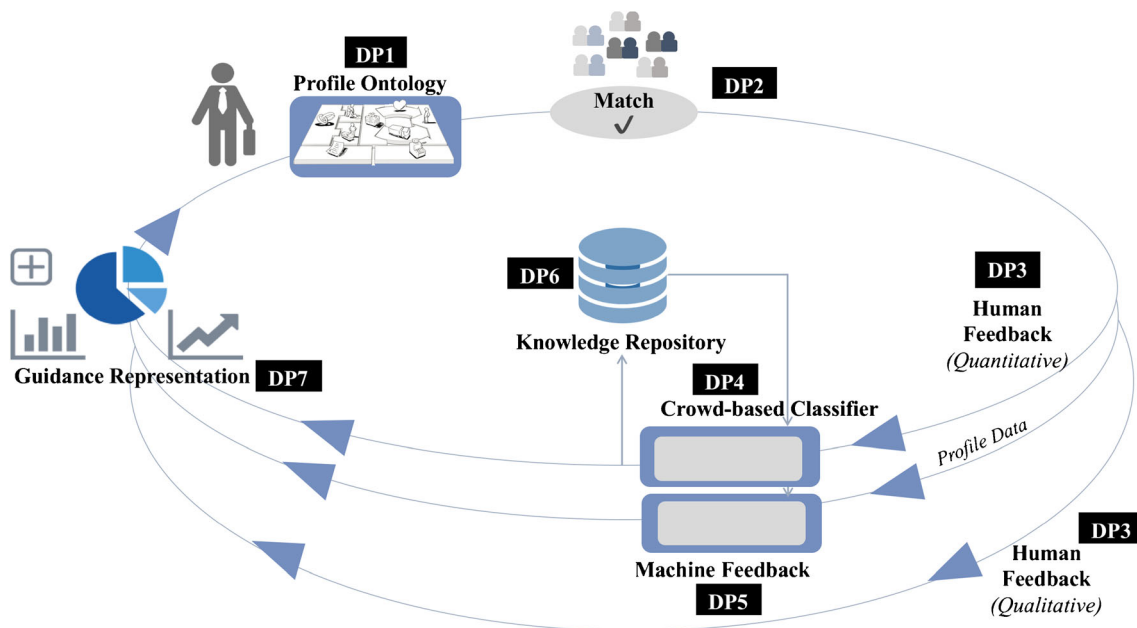 DP1
Profile Ontology
Match
DP2
DP6
Knowledge Repository
DP3
Human
Feedback
(Quantitative)
Guidance Representation DP7
DP4
Crowd-based Classifier
Profile Data
Machine Feedback
DP5
DP3
Human
Feedback
(Qualitative)